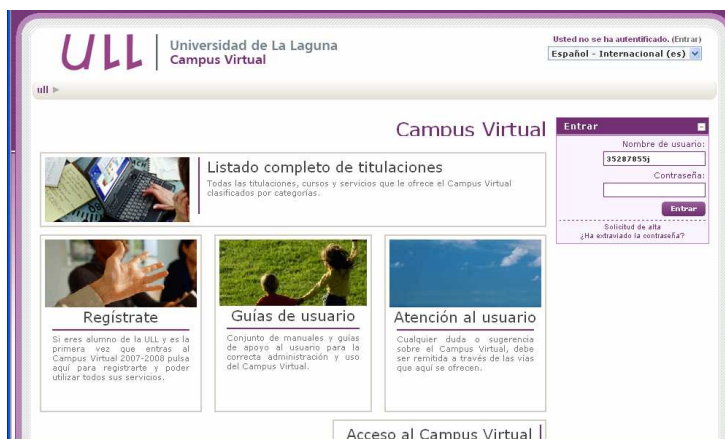 ULL
Universidad de La Laguna
Campus Virtual
Usted no se ha autentificado. (Entrar)
Español - Internacional (es)
ull ►
Campus Virtual
Listado completo de titulaciones
Todas las titulaciones, cursos y servicios que le ofrece el Campus Virtual
clasificados por categorías.
Entrar
Nombre de usuario:
35287855j
Contraseña:
Entrar
Solicitud de alta
¿Ha extraviado la contraseña?
Regístrate
Si eres alumno de la ULL y es la
primera vez que entras al
Campus Virtual 2007-2008 pulsa
aquí para registrarte y poder
utilizar todos sus servicios.
Guías de usuario
Conjunto de manuales y guías
de apoyo al usuario para la
correcta administración y uso
del Campus Virtual.
Atención al usuario
Cualquier duda o sugerencia
sobre el Campus Virtual, debe
ser remitida a través de las vías
que aquí se ofrecen.
Acceso al Campus Virtual